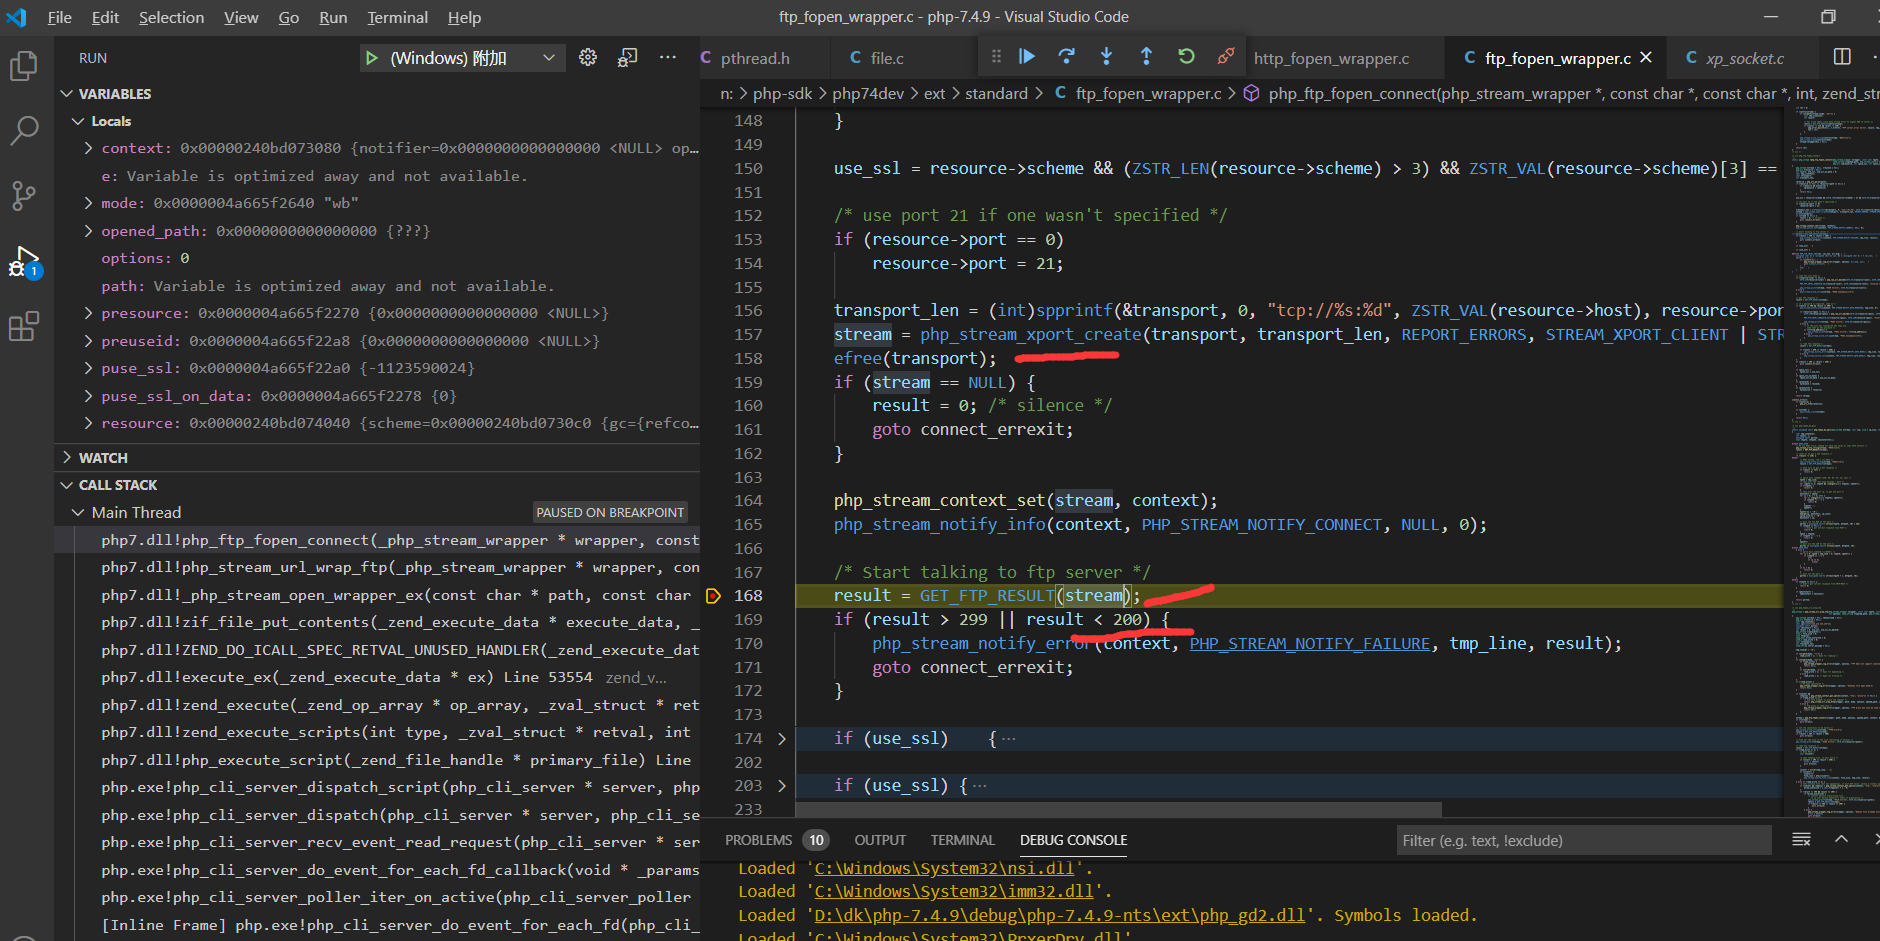 File Edit Selection View Go Run Terminal Help
ftp_fopen_wrapper.c - php-7.4.9 - Visual Studio Code
RUN
(Windows) 附加
pthread.h
file.c
http_fopen_wrapper.c
ftp_fopen_wrapper.c
xp_socket.c
n: > php-sdk > php74dev > ext > standard > C ftp_fopen_wrapper.c > php_ftp_fopen_connect(php_stream_wrapper *, const char *, const char *, int, zend_str
VARIABLES
Locals
context: 0x00000240bd073080 {notifier=0x0000000000000000 <NULL> op…
e: Variable is optimized away and not available.
mode: 0x0000004a665f2640 "wb"
opened_path: 0x0000000000000000 {???}
options: 0
path: Variable is optimized away and not available.
presource: 0x0000004a665f2270 {0x0000000000000000 <NULL>}
preuseid: 0x0000004a665f22a8 {0x0000000000000000 <NULL>}
puse_ssl: 0x0000004a665f22a0 {-1123590024}
puse_ssl_on_data: 0x0000004a665f2278 {0}
resource: 0x00000240bd074040 {scheme=0x00000240bd0730c0 {gc={refco…
WATCH
CALL STACK
Main Thread
PAUSED ON BREAKPOINT
php7.dll!php_ftp_fopen_connect(_php_stream_wrapper * wrapper, const
php7.dll!php_stream_url_wrap_ftp(_php_stream_wrapper * wrapper, con
php7.dll!_php_stream_open_wrapper_ex(const char * path, const char
php7.dll!zif_file_put_contents(_zend_execute_data * execute_data, _
php7.dll!ZEND_DO_ICALL_SPEC_RETVAL_UNUSED_HANDLER(_zend_execute_dat
php7.dll!execute_ex(_zend_execute_data * ex) Line 53554 zend_v...
php7.dll!zend_execute(_zend_op_array * op_array, _zval_struct * ret
php7.dll!zend_execute_scripts(int type, _zval_struct * retval, int
php7.dll!php_execute_script(_zend_file_handle * primary_file) Line
php.exe!php_cli_server_dispatch_script(php_cli_server * server, php
php.exe!php_cli_server_dispatch(php_cli_server * server, php_cli_se
php.exe!php_cli_server_recv_event_read_request(php_cli_server * ser
php.exe!php_cli_server_do_event_for_each_fd_callback(void * _params
php.exe!php_cli_server_poller_iter_on_active(php_cli_server_poller
[Inline Frame] php.exe!php_cli_server_do_event_for_each_fd(php_cli_
1
148 }
149
150 use_ssl = resource->scheme && (ZSTR_LEN(resource->scheme) > 3) && ZSTR_VAL(resource->scheme)[3] ==
151
152 /* use port 21 if one wasn't specified */
153 if (resource->port == 0)
154 resource->port = 21;
155
156 transport_len = (int)spprintf(&transport, 0, "tcp://%s:%d", ZSTR_VAL(resource->host), resource->por
157 stream = php_stream_xport_create(transport, transport_len, REPORT_ERRORS, STREAM_XPORT_CLIENT | STR
158 efree(transport);
159 if (stream == NULL) {
160 result = 0; /* silence */
161 goto connect_errexit;
162 }
163
164 php_stream_context_set(stream, context);
165 php_stream_notify_info(context, PHP_STREAM_NOTIFY_CONNECT, NULL, 0);
166
167 /* Start talking to ftp server */
168 result = GET_FTP_RESULT(stream);
169 if (result > 299 || result < 200) {
170 php_stream_notify_error(context, PHP_STREAM_NOTIFY_FAILURE, tmp_line, result);
171 goto connect_errexit;
172 }
173
174 if (use_ssl) {…
202
203 if (use_ssl) {…
233
PROBLEMS 10 OUTPUT TERMINAL DEBUG CONSOLE
Filter (e.g. text, !exclude)
Loaded 'C:\Windows\System32\nsi.dll'.
Loaded 'C:\Windows\System32\imm32.dll'.
Loaded 'D:\dk\php-7.4.9\debug\php-7.4.9-nts\ext\php_gd2.dll'. Symbols loaded.
Loaded 'C:\Windows\System32\PrxerDrv.dll'